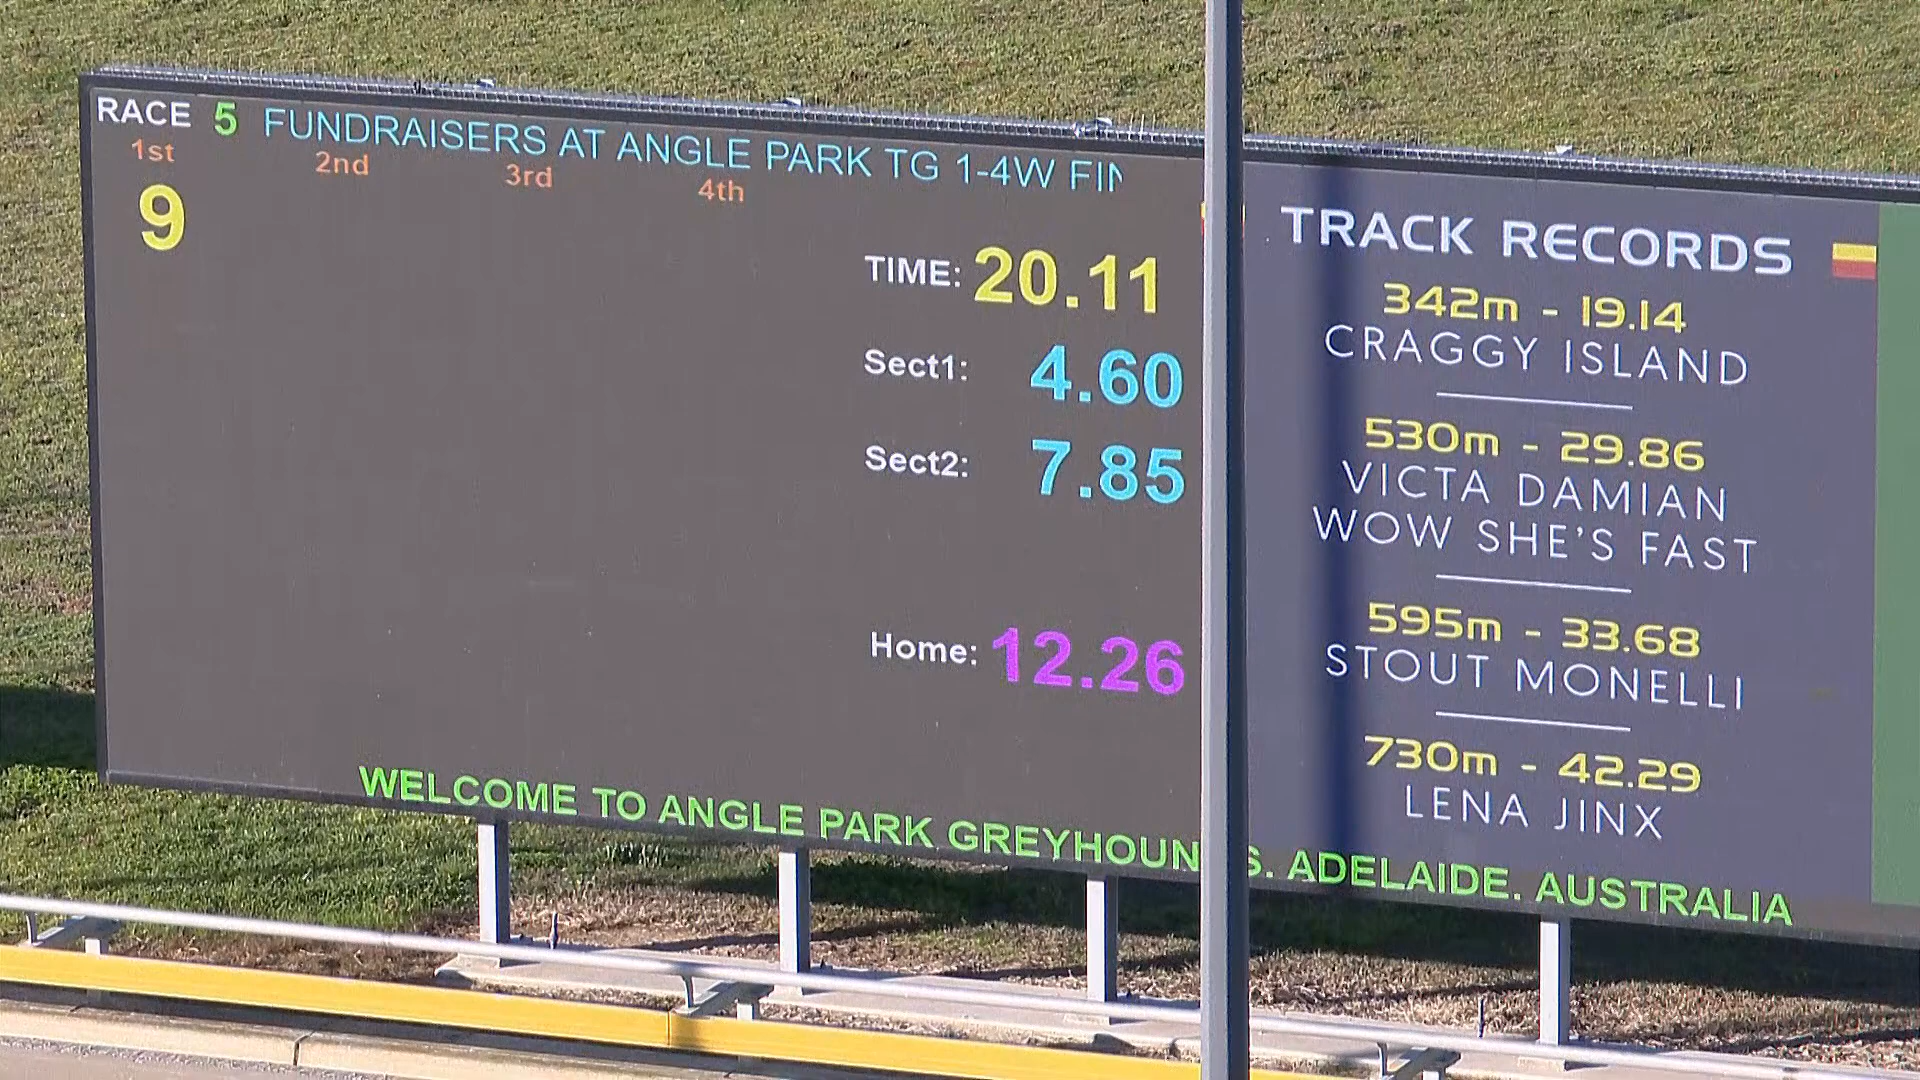 RACE 5 FUNDRAISERS AT ANGLE PARK TG 1-4W FIN
1st 2nd 3rd 4th
9
TIME: 20.11
Sect1: 4.60
Sect2: 7.85
Home: 12.26
TRACK RECORDS
342m - 19.14
CRAGGY ISLAND
530m - 29.86
VICTA DAMIAN
WOW SHE'S FAST
595m - 33.68
STOUT MONELLI
730m - 42.29
LENA JINX
WELCOME TO ANGLE PARK GREYHOUN S. ADELAIDE. AUSTRALIA